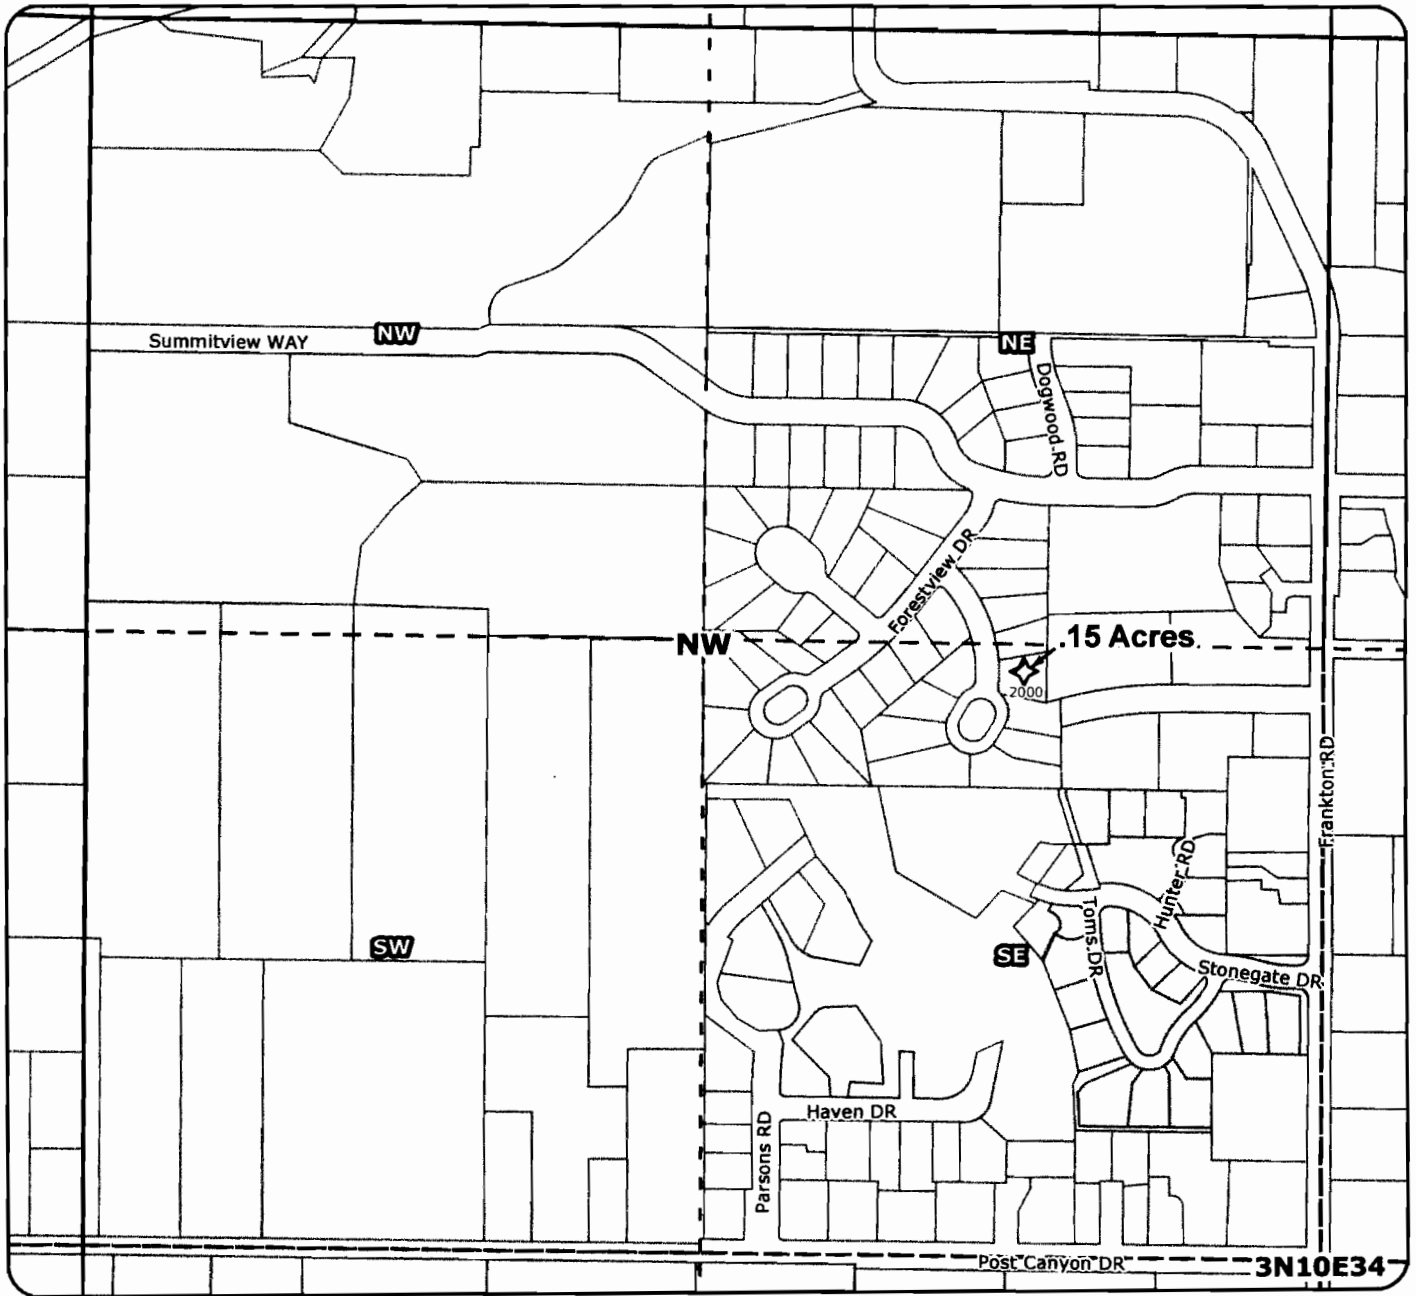 NW
Summitview WAY
NE
Dogwood RD
Forestview DR
NW
.15 Acres
2000
Frankton RD
Hunter RD
Toms DR
SW
SE
Stonegate DR
Haven DR
Parsons RD
Post Canyon DR
3N10E34